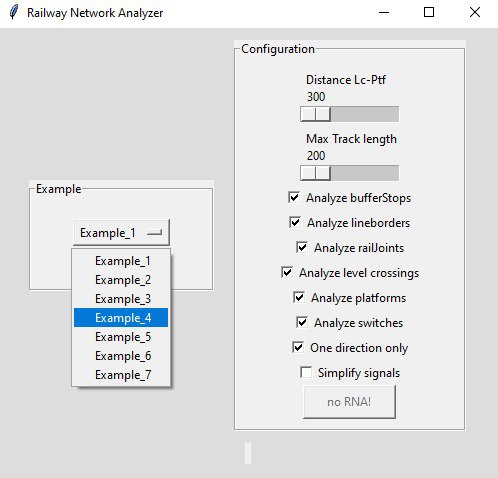 Railway Network Analyzer
Example
Example_1
Example_1
Example_2
Example_3
Example_4
Example_5
Example_6
Example_7
Configuration
Distance Lc-Ptf
300
Max Track length
200
Analyze bufferStops
Analyze lineborders
Analyze railJoints
Analyze level crossings
Analyze platforms
Analyze switches
One direction only
Simplify signals
no RNA!